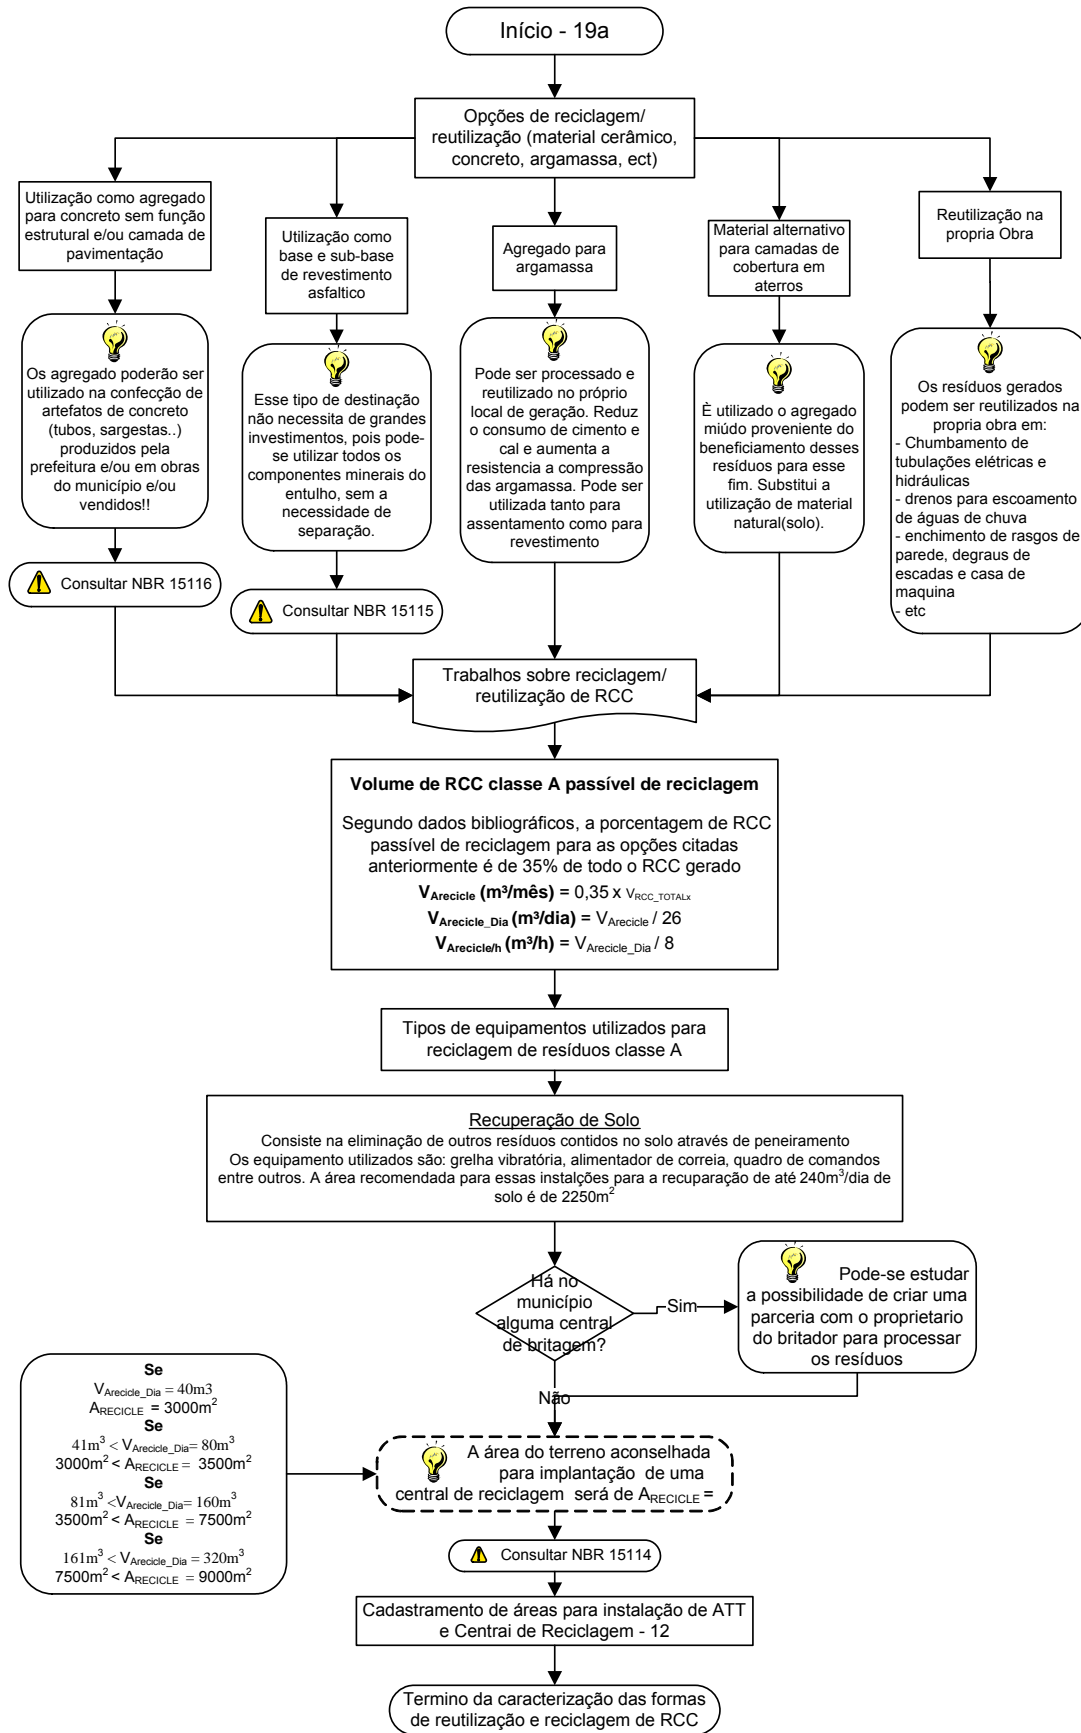 Início - 19a
Opções de reciclagem/
reutilização (material cerâmico,
concreto, argamassa, ect)
Utilização como agregado
para concreto sem função
estrutural e/ou camada de
pavimentação
Utilização como
base e sub-base
de revestimento
asfaltico
Agregado para
argamassa
Material alternativo
para camadas de
cobertura em
aterros
Reutilização na
propria Obra
Os agregado poderão ser
utilizado na confecção de
artefatos de concreto
(tubos, sargestas..)
produzidos pela
prefeitura e/ou em obras
do município e/ou
vendidos!!
Esse tipo de destinação
não necessita de grandes
investimentos, pois pode-
se utilizar todos os
componentes minerais do
entulho, sem a
necessidade de
separação.
Pode ser processado e
reutilizado no próprio
local de geração. Reduz
o consumo de cimento e
cal e aumenta a
resistencia a compressão
das argamassa. Pode ser
utilizada tanto para
assentamento como para
revestimento
È utilizado o agregado
miúdo proveniente do
beneficiamento desses
resíduos para esse
fim. Substitui a
utilização de material
natural(solo).
Os resíduos gerados
podem ser reutilizados na
propria obra em:
- Chumbamento de
tubulações elétricas e
hidráulicas
- drenos para escoamento
de águas de chuva
- enchimento de rasgos de
parede, degraus de
escadas e casa de
maquina
- etc
Consultar NBR 15116
Consultar NBR 15115
Trabalhos sobre reciclagem/
reutilização de RCC
Volume de RCC classe A passível de reciclagem
Segundo dados bibliográficos, a porcentagem de RCC
passível de reciclagem para as opções citadas
anteriormente é de 35% de todo o RCC gerado
VArecicle (m³/mês) = 0,35 x VRCC_TOTALx
VArecicle_Dia (m³/dia) = VArecicle / 26
VArecicle/h (m³/h) = VArecicle_Dia / 8
Tipos de equipamentos utilizados para
reciclagem de resíduos classe A
Recuperação de Solo
Consiste na eliminação de outros resíduos contidos no solo através de peneiramento
Os equipamento utilizados são: grelha vibratória, alimentador de correia, quadro de comandos
entre outros. A área recomendada para essas instalções para a recuparação de até 240m³/dia de
solo é de 2250m²
Há no
município
alguma central
de britagem?
Sim
Pode-se estudar
a possibilidade de criar uma
parceria com o proprietario
do britador para processar
os resíduos
Não
Se
VArecicle_Dia = 40m3
ARECICLE = 3000m²
Se
41m³ < VArecicle_Dia= 80m³
3000m² < ARECICLE = 3500m²
Se
81m³ <VArecicle_Dia= 160m³
3500m² < ARECICLE = 7500m²
Se
161m³ < VArecicle_Dia = 320m³
7500m² < ARECICLE = 9000m²
A área do terreno aconselhada
para implantação de uma
central de reciclagem será de ARECICLE =
Consultar NBR 15114
Cadastramento de áreas para instalação de ATT
e Centrai de Reciclagem - 12
Termino da caracterização das formas
de reutilização e reciclagem de RCC